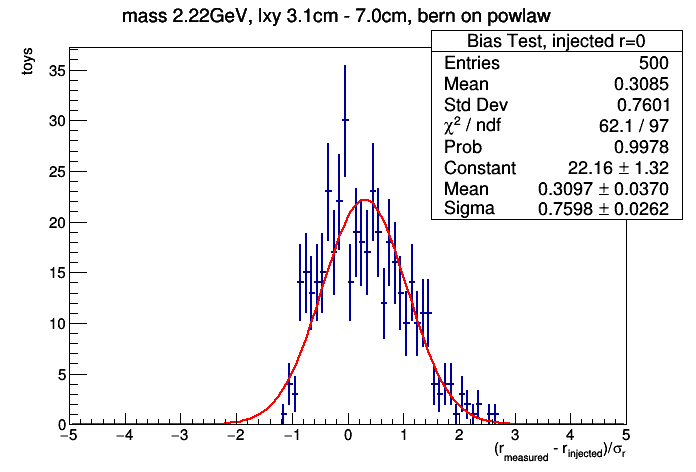 mass 2.22GeV, lxy 3.1cm - 7.0cm, bern on powlaw
Bias Test, injected r=0
Entries 500
Mean 0.3085
Std Dev 0.7601
χ² / ndf 62.1 / 97
Prob 0.9978
Constant 22.16 ± 1.32
Mean 0.3097 ± 0.0370
Sigma 0.7598 ± 0.0262
toys
35
30
25
20
15
10
5
0
−5 −4 −3 −2 −1 0 1 2 3 4 5
(r_measured - r_injected)/σ_r